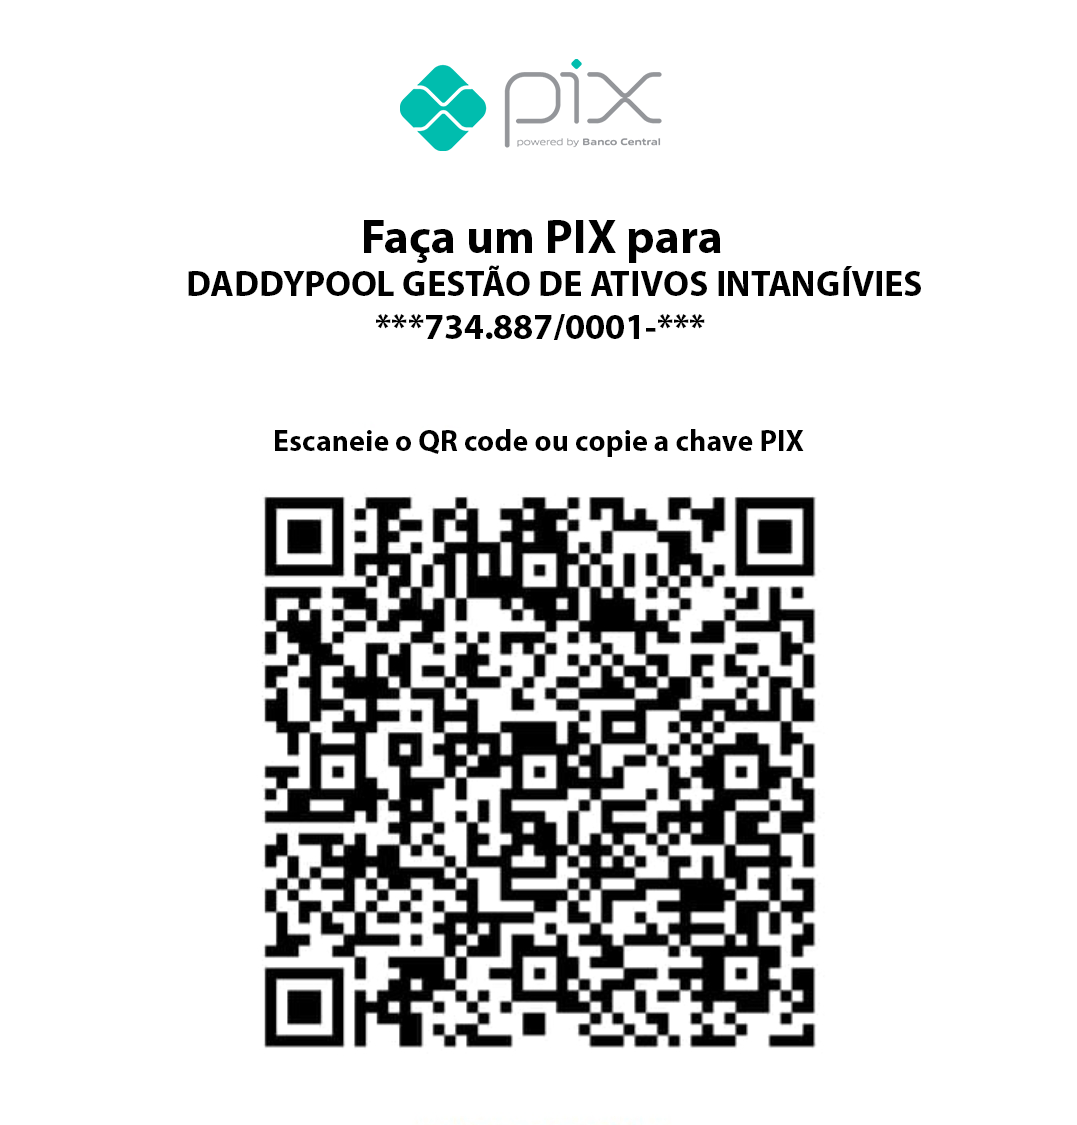 pix
powered by Banco Central
Faça um PIX para
DADDYPOOL GESTÃO DE ATIVOS INTANGÍVIES
***734.887/0001-***
Escaneie o QR code ou copie a chave PIX